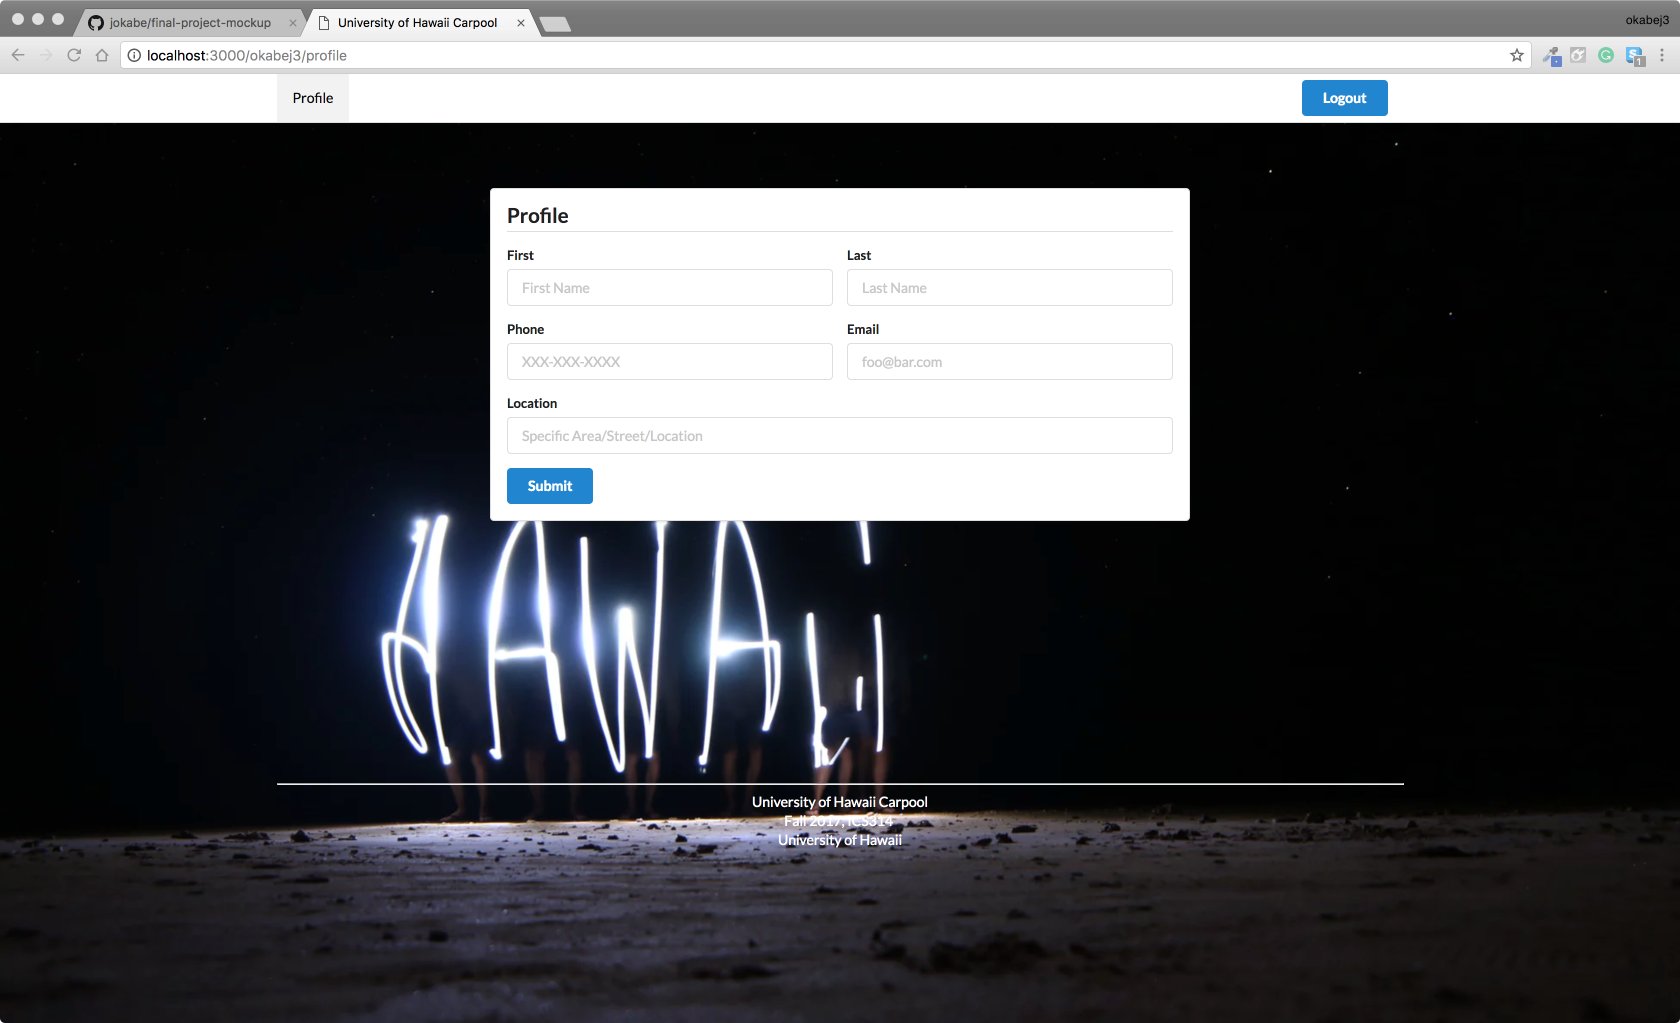 jokabe/final-project-mockup
University of Hawaii Carpool
okabej3
localhost:3000/okabej3/profile
1
Profile
Logout
Profile
First
Last
First Name
Last Name
Phone
Email
XXX-XXX-XXXX
foo@bar.com
Location
Specific Area/Street/Location
Submit
HAWAii
University of Hawaii Carpool
Fall 2017, ICS314
University of Hawaii